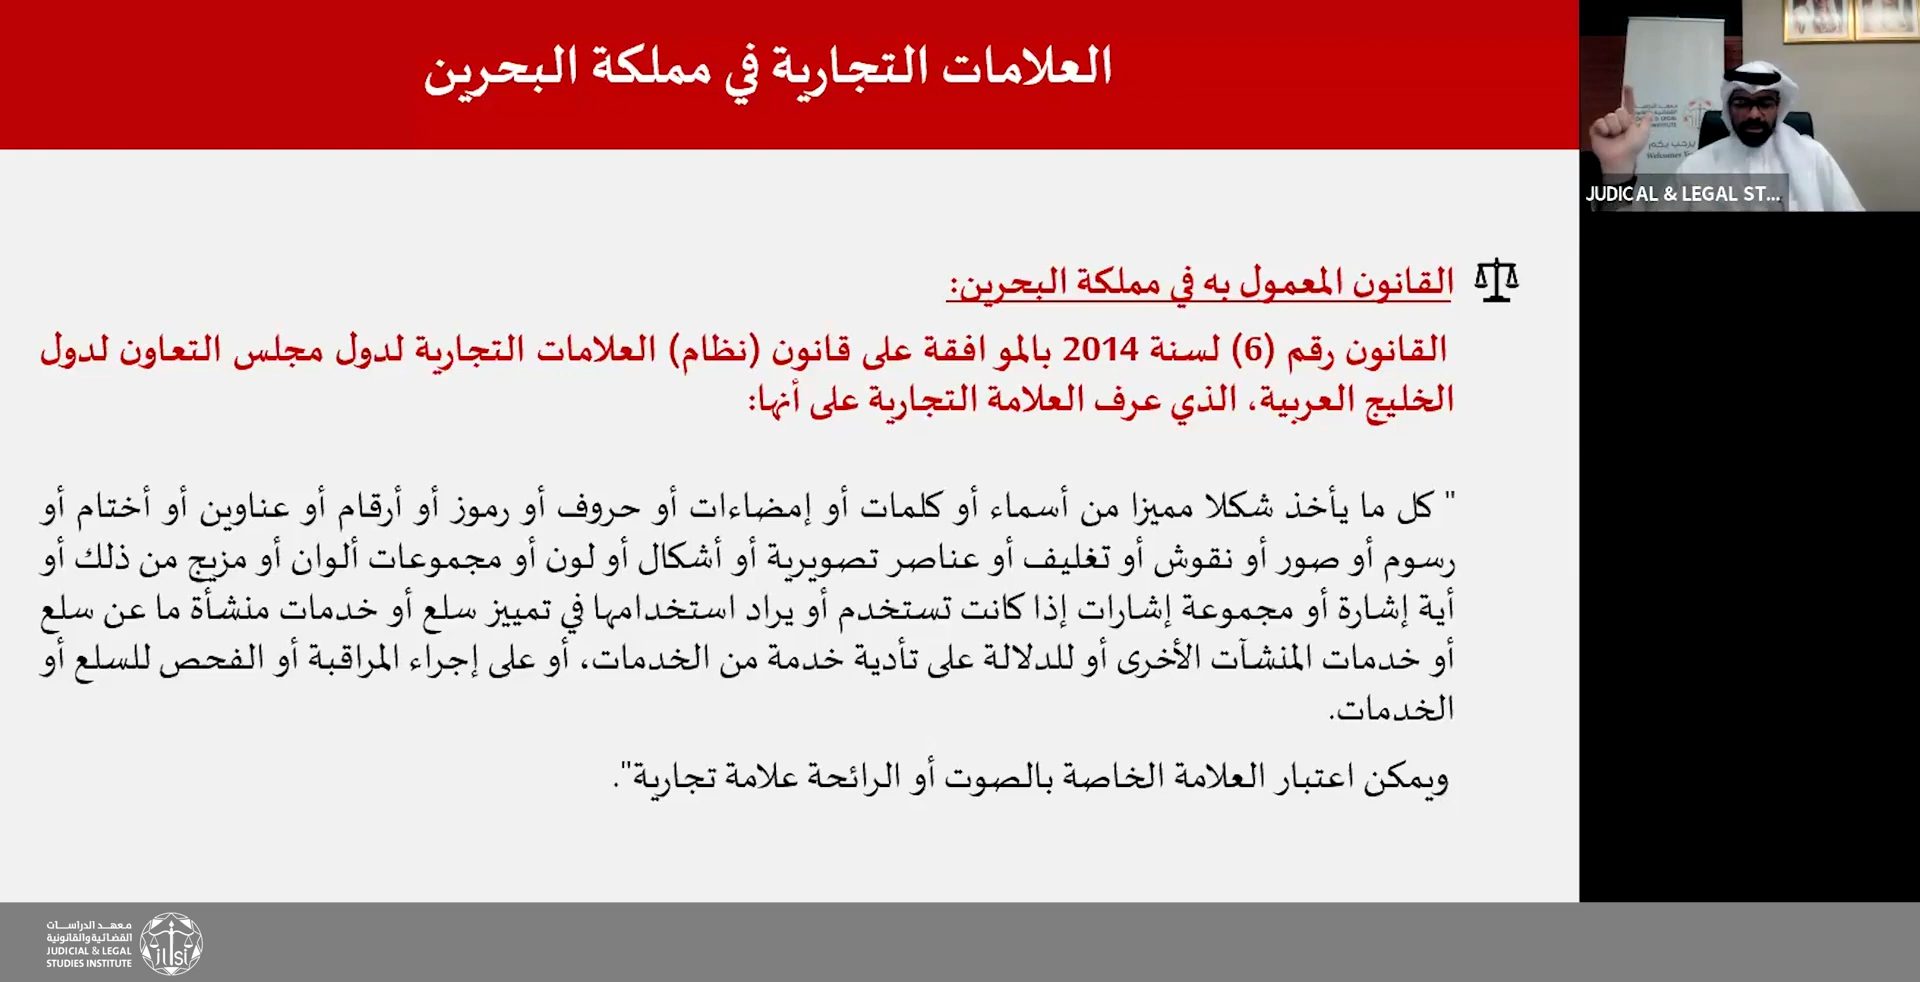 العلامات التجارية في مملكة البحرين
القانون المعمول به في مملكة البحرين:
القانون رقم (6) لسنة 2014 بالموافقة على قانون (نظام) العلامات التجارية لدول مجلس التعاون لدول
الخليج العربية، الذي عرف العلامة التجارية على أنها:
" كل ما يأخذ شكلا مميزا من أسماء أو كلمات أو إمضاءات أو حروف أو رموز أو أرقام أو عناوين أو أختام أو
رسوم أو صور أو نقوش أو تغليف أو عناصر تصويرية أو أشكال أو لون أو مجموعات ألوان أو مزيج من ذلك أو
أية إشارة أو مجموعة إشارات إذا كانت تستخدم أو يراد استخدامها في تمييز سلع أو خدمات منشأة ما عن سلع
أو خدمات المنشآت الأخرى أو للدلالة على تأدية خدمة من الخدمات، أو على إجراء المراقبة أو الفحص للسلع أو
الخدمات.
ويمكن اعتبار العلامة الخاصة بالصوت أو الرائحة علامة تجارية".
يرحب بكم
JUDICAL & LEGAL ST...
معهد الدراسات
القضائية والقانونية
JUDICIAL & LEGAL
STUDIES INSTITUTE
jlsi